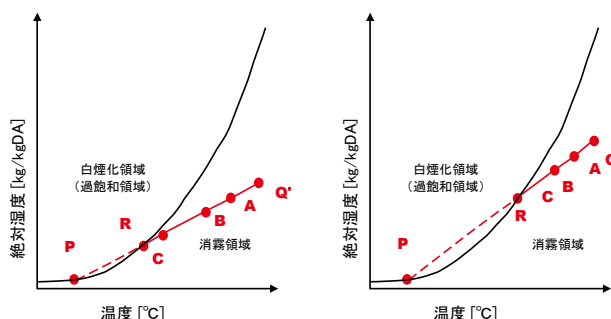 絶対湿度 [kg/kgDA]
白煙化領域
(過飽和領域)
Q'
A
B
R
C
P
消霧領域
温度 [℃]
絶対湿度 [kg/kgDA]
白煙化領域
(過飽和領域)
Q
A
B
C
R
P
消霧領域
温度 [℃]